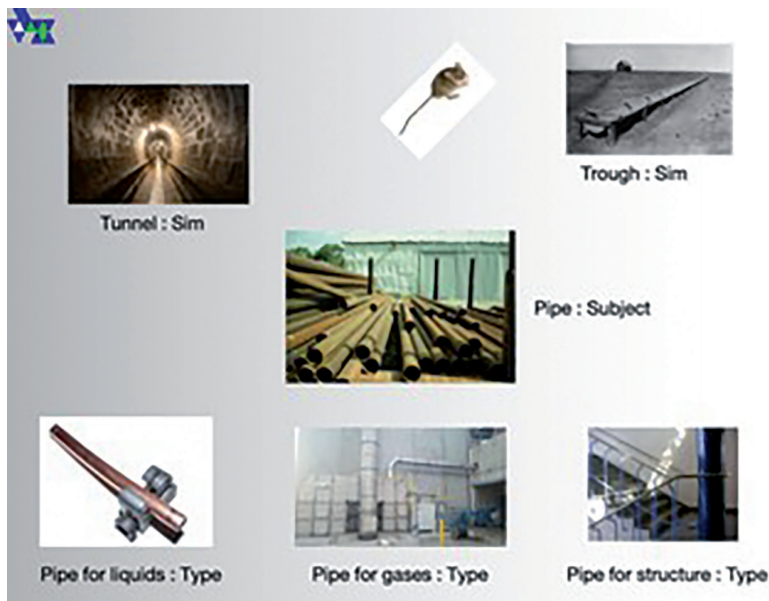 Trough : Sim
Tunnel : Sim
Pipe : Subject
Pipe for liquids : Type
Pipe for gases : Type
Pipe for structure : Type